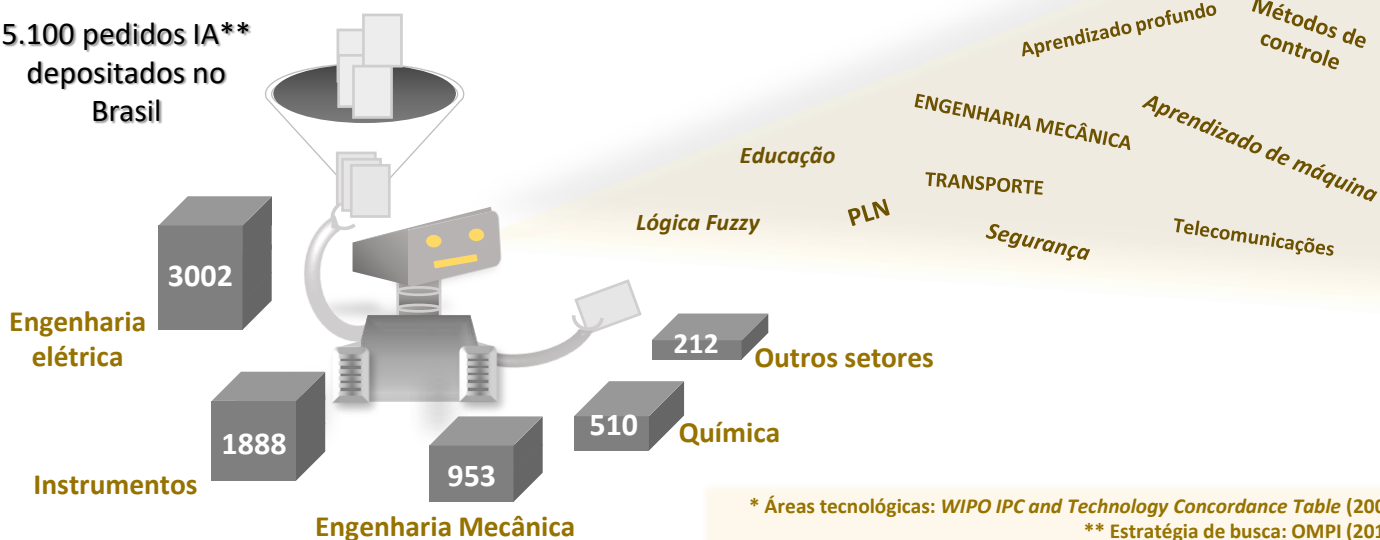 5.100 pedidos IA**
depositados no
Brasil
Aprendizado profundo
Métodos de
controle
ENGENHARIA MECÂNICA
Aprendizado de máquina
Educação
TRANSPORTE
Lógica Fuzzy
PLN
Segurança
Telecomunicações
3002
Engenharia
elétrica
212
Outros setores
1888
Instrumentos
510
Química
953
Engenharia Mecânica
* Áreas tecnológicas: WIPO IPC and Technology Concordance Table
** Estratégia de busca: OMPI